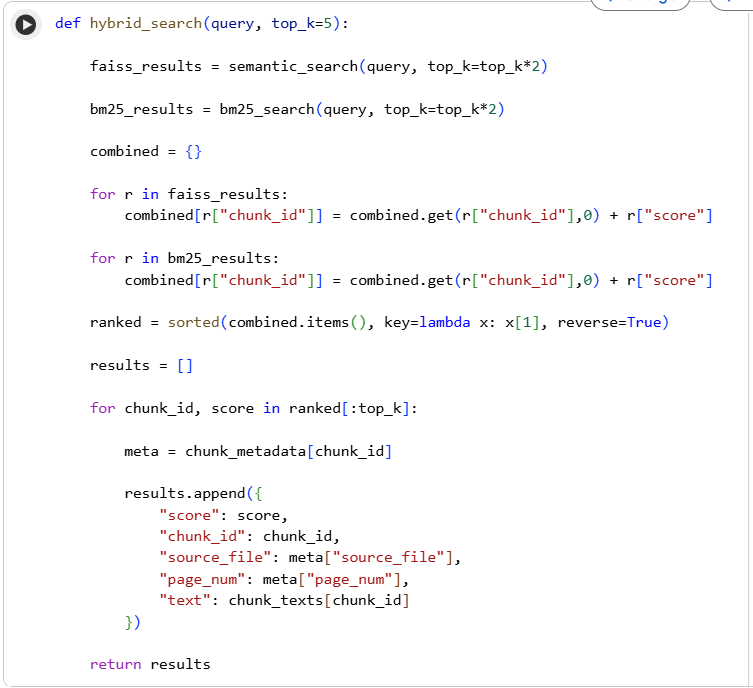 def hybrid_search(query, top_k=5):
faiss_results = semantic_search(query, top_k=top_k*2)
bm25_results = bm25_search(query, top_k=top_k*2)
combined = {}
for r in faiss_results:
combined[r["chunk_id"]] = combined.get(r["chunk_id"],0) + r["score"]
for r in bm25_results:
combined[r["chunk_id"]] = combined.get(r["chunk_id"],0) + r["score"]
ranked = sorted(combined.items(), key=lambda x: x[1], reverse=True)
results = []
for chunk_id, score in ranked[:top_k]:
meta = chunk_metadata[chunk_id]
results.append({
"score": score,
"chunk_id": chunk_id,
"source_file": meta["source_file"],
"page_num": meta["page_num"],
"text": chunk_texts[chunk_id]
})
return results